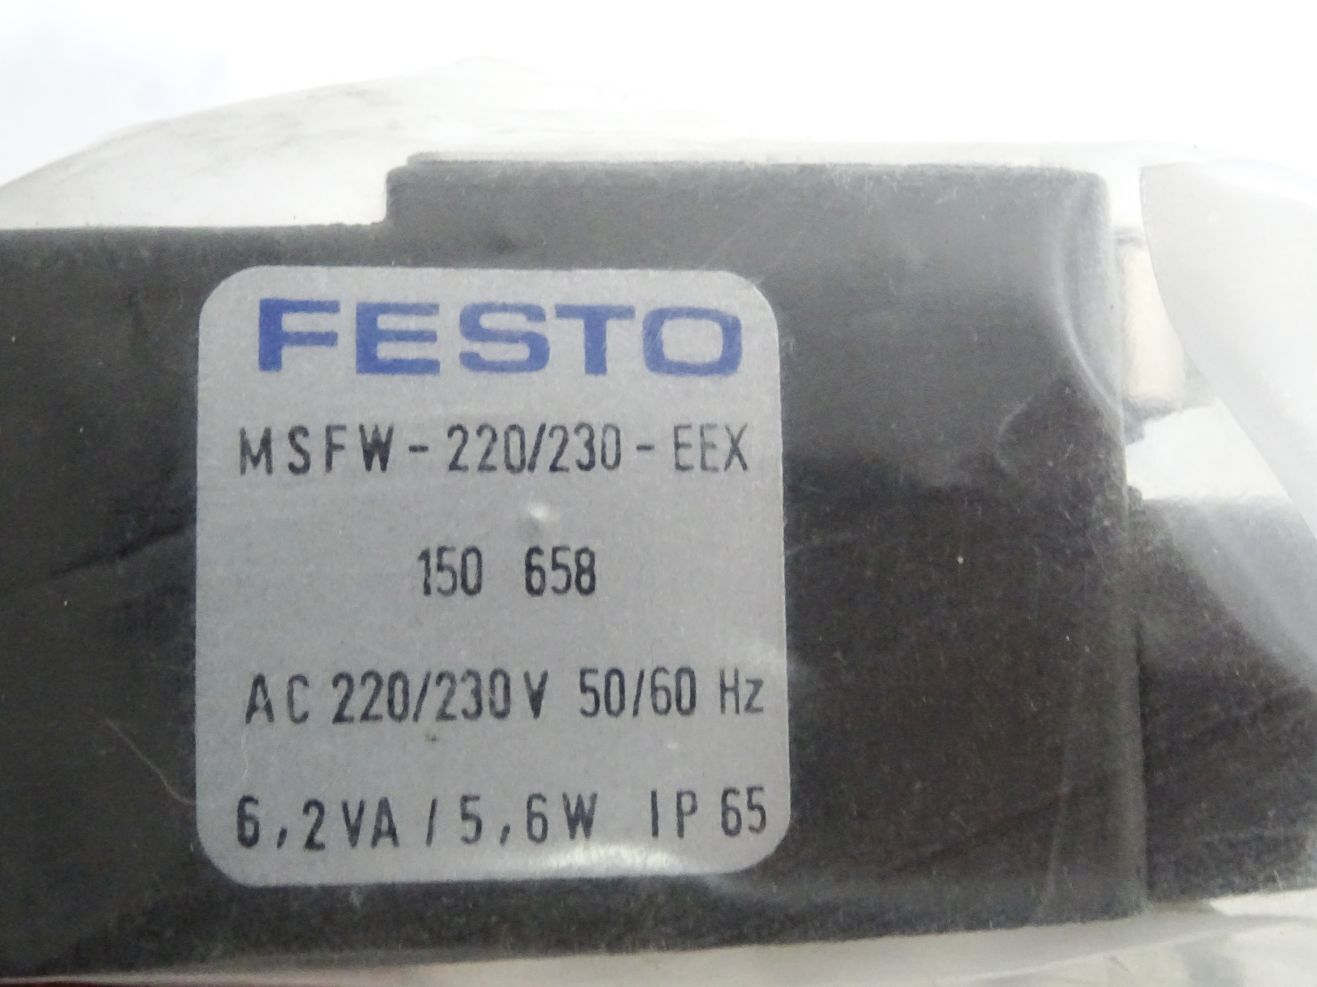 FESTO
MSFW-220/230-EEX
150 658
AC 220/230V 50/60 Hz
6,2VA/5,6W IP 65